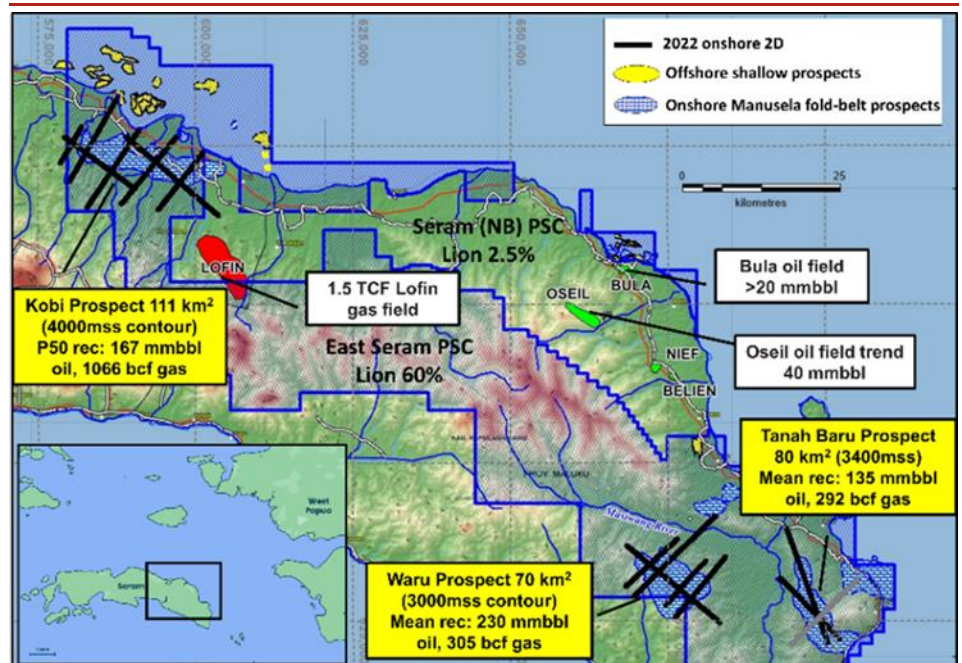 575,000
600,000
625,000
650,000
2022 onshore 2D
Offshore shallow prospects
Onshore Manusela fold-belt prospects
0
25
kilometres
Seram (NB) PSC
Lion 2.5%
LOFIN
1.5 TCF Lofin
gas field
OSEIL
BULA
Bula oil field
>20 mmbbl
Kobi Prospect 111 km²
(4000mss contour)
P50 rec: 167 mmbbl
oil, 1066 bcf gas
East Seram PSC
Lion 60%
NIEF
BELIEN
Oseil oil field trend
40 mmbbl
Tanah Baru Prospect
80 km² (3400mss)
Mean rec: 135 mmbbl
oil, 292 bcf gas
PROV. MALUKU
Masiwang River
Waru Prospect 70 km²
(3000mss contour)
Mean rec: 230 mmbbl
oil, 305 bcf gas
West
Papua
Seram